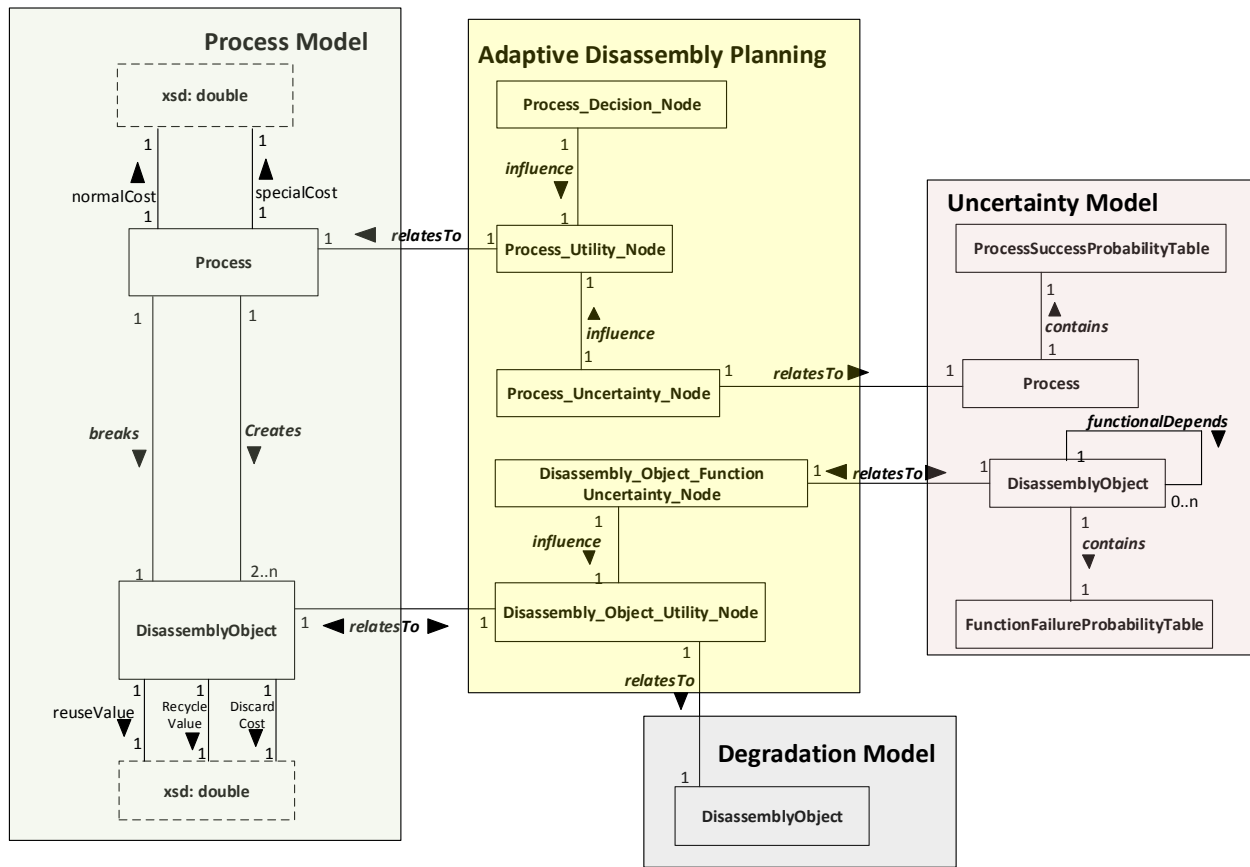 Process Model
xsd: double
1
1
normalCost
specialCost
1
1
Process
1
1
1
breaks
Creates
1
2..n
DisassemblyObject
1
1
1
1
reuseValue
Recycle
Value
Discard
Cost
1
1
1
xsd: double
relatesTo
relatesTo
Adaptive Disassembly Planning
Process_Decision_Node
1
influence
1
1
Process_Utility_Node
1
influence
1
Process_Uncertainty_Node
1
relatesTo
Disassembly_Object_Function
Uncertainty_Node
1
relatesTo
1
influence
1
Disassembly_Object_Utility_Node
1
1
relatesTo
Uncertainty Model
ProcessSuccessProbabilityTable
1
contains
1
1
Process
functionalDepends
1
1
DisassemblyObject
0..n
1
contains
1
FunctionFailureProbabilityTable
Degradation Model
1
DisassemblyObject